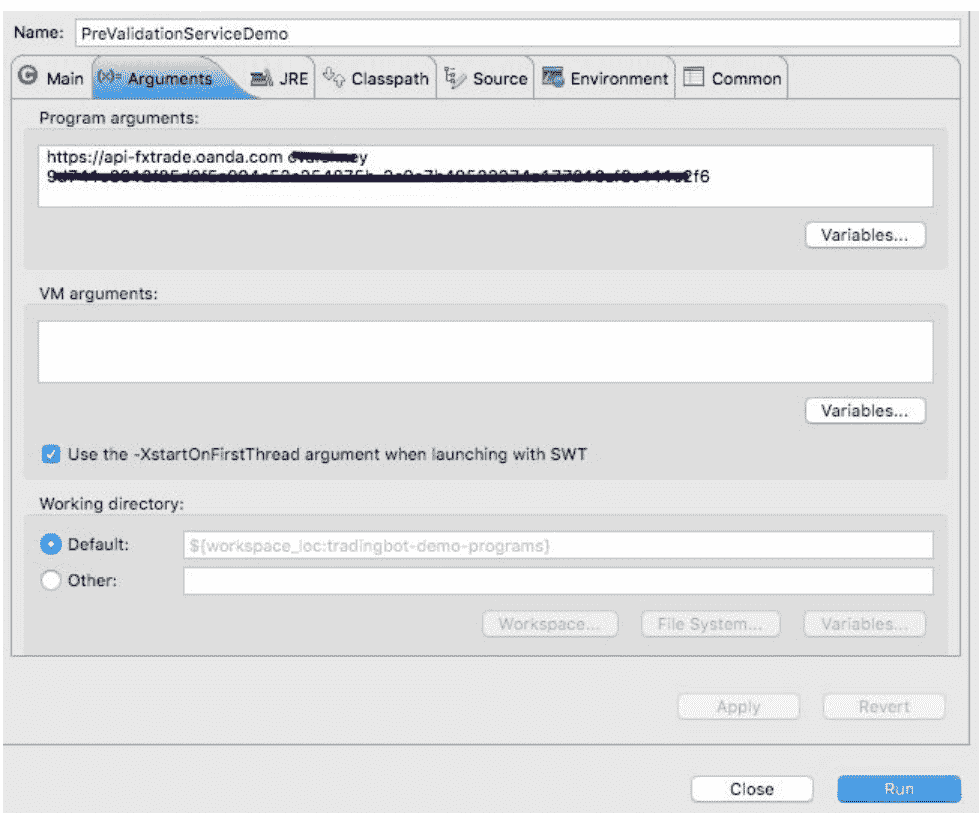 Name: PreValidationServiceDemo
Main (x)= Arguments JRE Classpath Source Environment Common
Program arguments:
https://api-fxtrade.oanda.com
Variables...
VM arguments:
Variables...
Use the -XstartOnFirstThread argument when launching with SWT
Working directory:
Default: ${workspace_loc:tradingbot-demo-programs}
Other:
Workspace... File System... Variables...
Apply Revert
Close Run